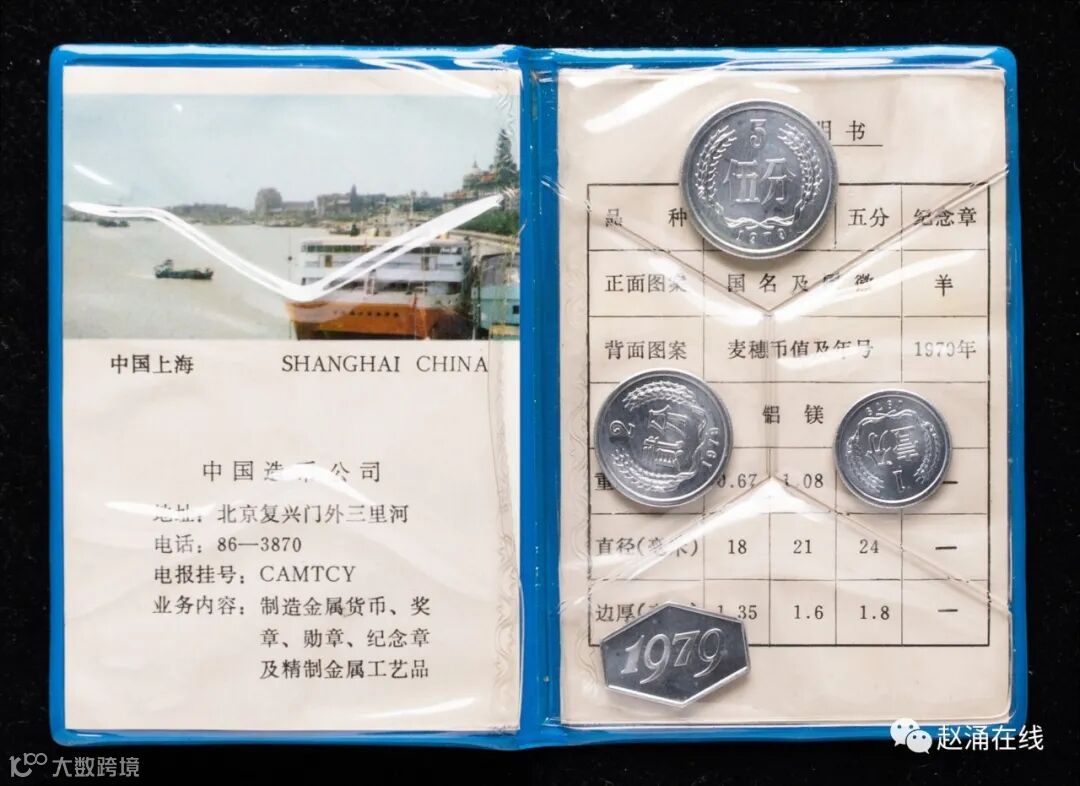 中国上海 SHANGHAI CHINA
中国造币公司
地址：北京复兴门外三里河
电话：86—3870
电报挂号：CAMTCY
业务内容：制造金属货币、奖
章、勋章、纪念章
及精制金属工艺品
明书
5
伍分
1979
品种 五分 纪念章
正面图案 国名及国徽 羊
背面图案 麦穗币值及年号 1979年
铝镁
2
贰分
1979
壹分
1
1979
重 0.67 1.08 —
直径(毫米) 18 21 24 —
边厚(毫米) 1.35 1.6 1.8 —
1979
大数跨境
赵涌在线